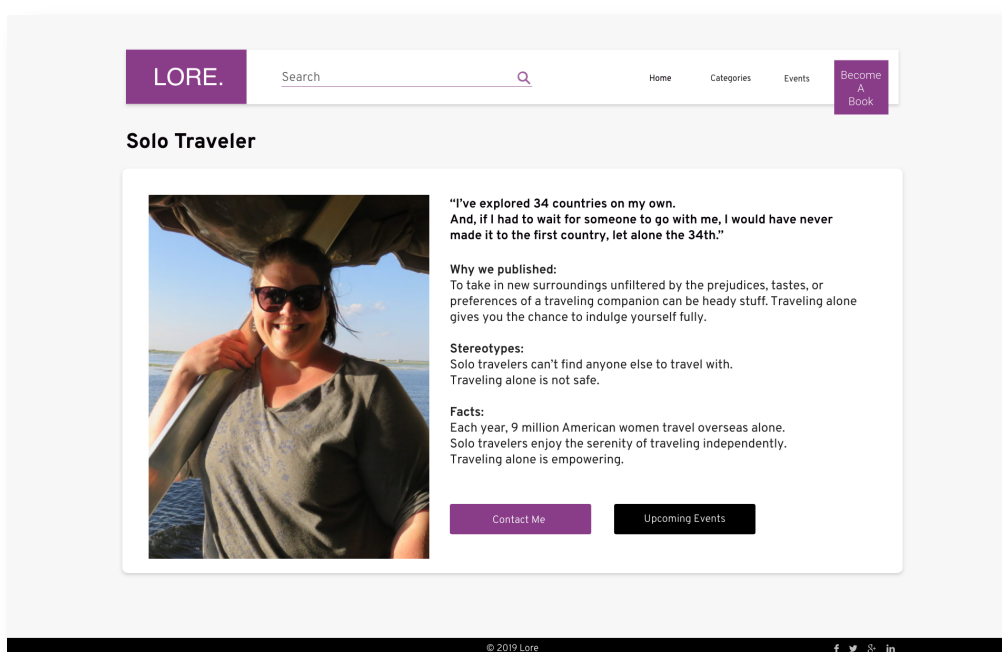 LORE.
Search
Home
Categories
Events
Become
A
Book
Solo Traveler
“I’ve explored 34 countries on my own.
And, if I had to wait for someone to go with me, I would have never
made it to the first country, let alone the 34th.”
Why we published:
To take in new surroundings unfiltered by the prejudices, tastes, or
preferences of a traveling companion can be heady stuff. Traveling alone
gives you the chance to indulge yourself fully.
Stereotypes:
Solo travelers can’t find anyone else to travel with.
Traveling alone is not safe.
Facts:
Each year, 9 million American women travel overseas alone.
Solo travelers enjoy the serenity of traveling independently.
Traveling alone is empowering.
Contact Me
Upcoming Events
© 2019 Lore